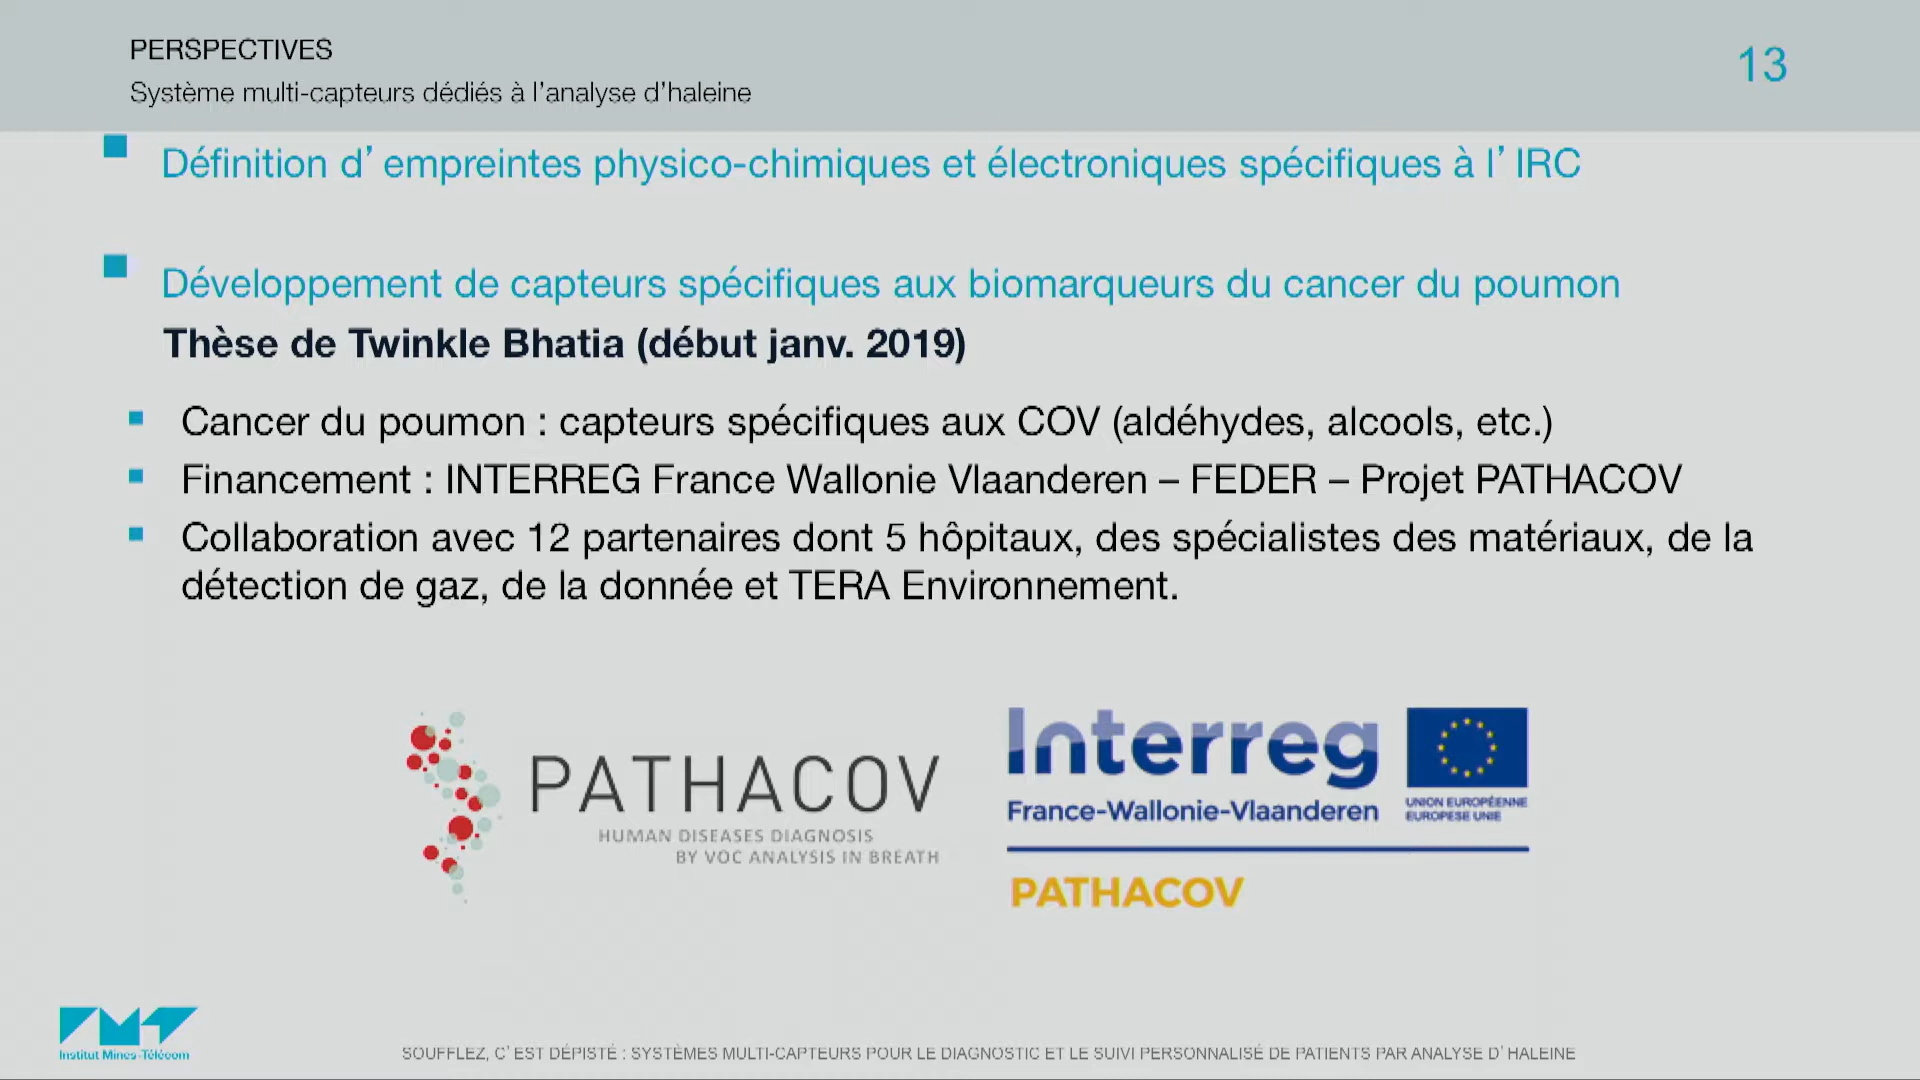 PERSPECTIVES
Système multi-capteurs dédiés à l’analyse d’haleine
13
Définition d’ empreintes physico-chimiques et électroniques spécifiques à l’ IRC
Développement de capteurs spécifiques aux biomarqueurs du cancer du poumon
Thèse de Twinkle Bhatia (début janv. 2019)
Cancer du poumon : capteurs spécifiques aux COV (aldéhydes, alcools, etc.)
Financement : INTERREG France Wallonie Vlaanderen – FEDER – Projet PATHACOV
Collaboration avec 12 partenaires dont 5 hôpitaux, des spécialistes des matériaux, de la
détection de gaz, de la donnée et TERA Environnement.
PATHACOV
HUMAN DISEASES DIAGNOSIS
BY VOC ANALYSIS IN BREATH
Interreg
France-Wallonie-Vlaanderen
UNION EUROPÉENNE
EUROPESE UNIE
PATHACOV
IMT
Institut Mines-Télécom
SOUFFLEZ, C’ EST DÉPISTÉ : SYSTÈMES MULTI-CAPTEURS POUR LE DIAGNOSTIC ET LE SUIVI PERSONNALISÉ DE PATIENTS PAR ANALYSE D’ HALEINE